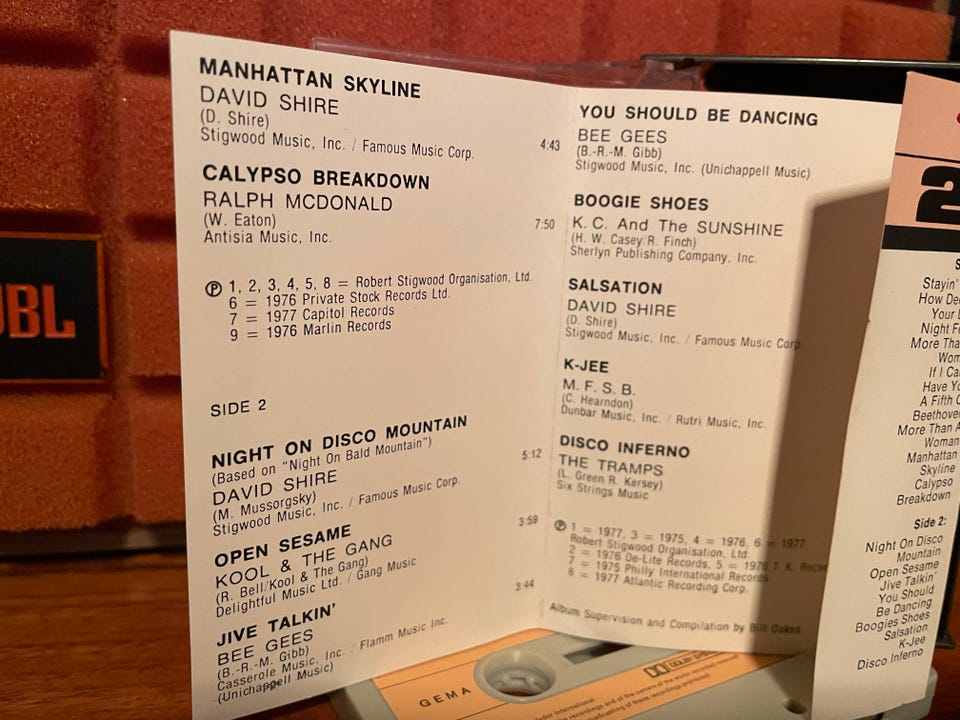 MANHATTAN SKYLINE
DAVID SHIRE
(D. Shire)
Stigwood Music, Inc. / Famous Music Corp. 4:43
CALYPSO BREAKDOWN
RALPH MCDONALD
(W. Eaton) 7:50
Antisia Music, Inc.
Ⓟ 1, 2, 3, 4, 5, 8 = Robert Stigwood Organisation, Ltd.
6 = 1976 Private Stock Records Ltd.
7 = 1977 Capitol Records
9 = 1976 Marlin Records
SIDE 2
NIGHT ON DISCO MOUNTAIN
(Based on "Night On Bald Mountain") 5:12
DAVID SHIRE
(M. Mussorgsky)
Stigwood Music, Inc. / Famous Music Corp.
OPEN SESAME 3:59
KOOL & THE GANG
(R. Bell/Kool & The Gang)
Delightful Music Ltd. / Gang Music
JIVE TALKIN' 3:44
BEE GEES
(B.-R.-M. Gibb)
Casserole Music, Inc. / Flamm Music Inc.
(Unichappell Music)
YOU SHOULD BE DANCING
BEE GEES
(B.-R.-M. Gibb)
Stigwood Music, Inc. (Unichappell Music)
BOOGIE SHOES
K. C. And The SUNSHINE
(H. W. Casey/R. Finch)
Sherlyn Publishing Company, Inc.
SALSATION
DAVID SHIRE
(D. Shire)
Stigwood Music, Inc. / Famous Music Corp
K-JEE
M. F. S. B.
(C. Hearndon)
Dunbar Music, Inc. / Rutri Music, Inc.
DISCO INFERNO
THE TRAMPS
(L. Green R. Kersey)
Six Strings Music
Ⓟ 1 = 1977, 3 = 1975, 4 = 1976, 6 = 1977
Robert Stigwood Organisation, Ltd.
2 = 1976 De-Lite Records, 5 = 1976 T. K. Recor
7 = 1975 Philly International Records
8 = 1977 Atlantic Recording Corp.
Album Supervision and Compilation by Bill Oakes
JBL
2
S
Stayin'
How Dee
Your L
Night Fe
More Tha
Wom
If I Ca
Have Yo
A Fifth O
Beethove
More Than A
Woman
Manhattan
Skyline
Calypso
Breakdown
Side 2:
Night On Disco
Mountain
Open Sesame
Jive Talkin'
You Should
Be Dancing
Boogies Shoes
Salsation
K-Jee
Disco Inferno
GEMA
DOLBY